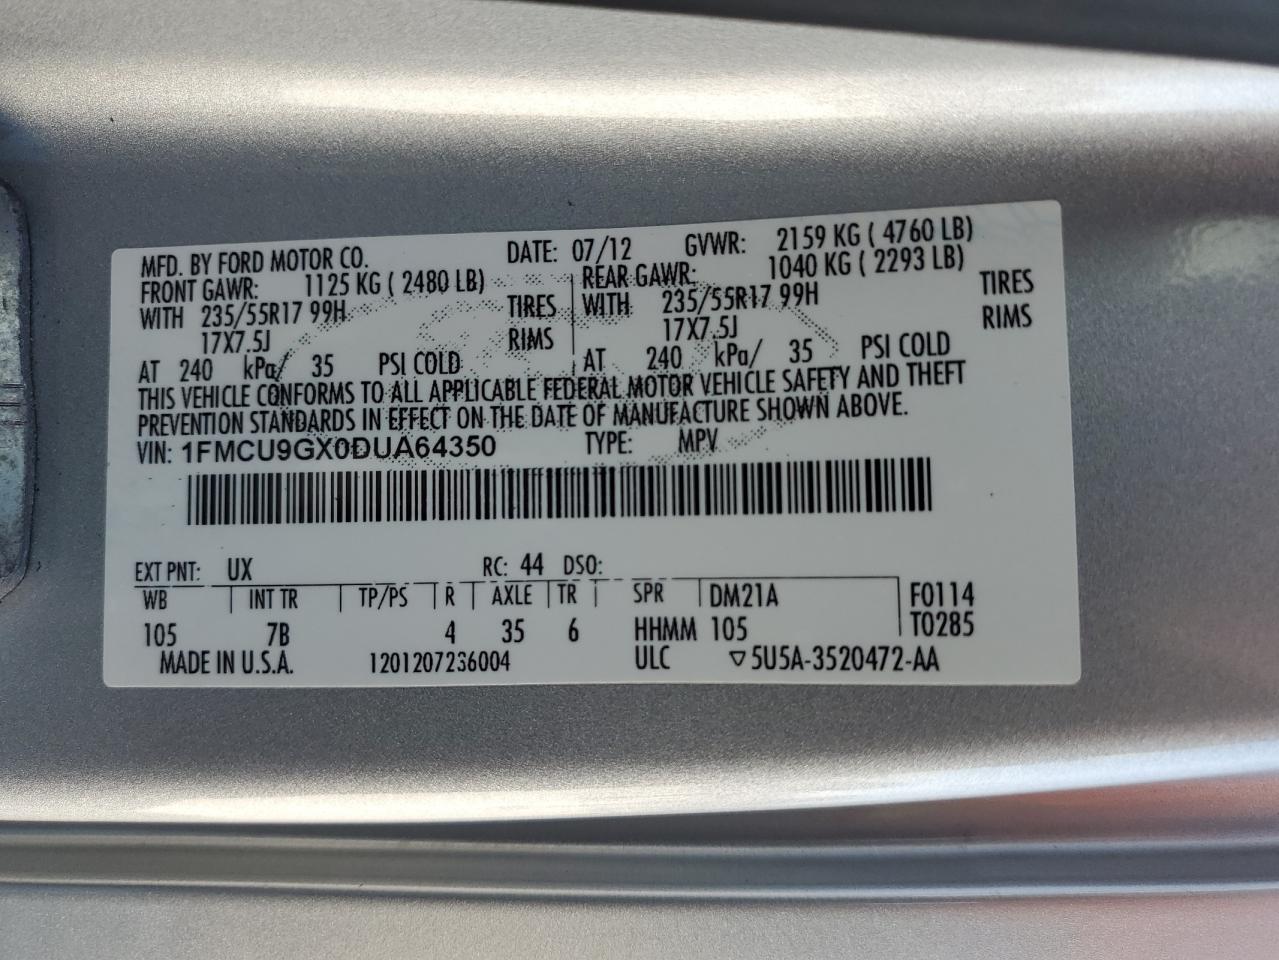 MFD. BY FORD MOTOR CO. DATE: 07/12 GVWR: 2159 KG ( 4760 LB)
FRONT GAWR: 1125 KG ( 2480 LB) REAR GAWR: 1040 KG ( 2293 LB)
WITH 235/55R17 99H TIRES WITH 235/55R17 99H TIRES
17X7.5J RIMS 17X7.5J RIMS
AT 240 kPa/ 35 PSI COLD AT 240 kPa/ 35 PSI COLD
THIS VEHICLE CONFORMS TO ALL APPLICABLE FEDERAL MOTOR VEHICLE SAFETY AND THEFT
PREVENTION STANDARDS IN EFFECT ON THE DATE OF MANUFACTURE SHOWN ABOVE.
VIN: 1FMCU9GX0DUA64350 TYPE: MPV
EXT PNT: UX RC: 44 DSO:
WB INT TR TP/PS R AXLE TR SPR DM21A F0114
105 7B 4 35 6 HHMM 105 T0285
MADE IN U.S.A. 1201207236004 ULC ▽5U5A-3520472-AA